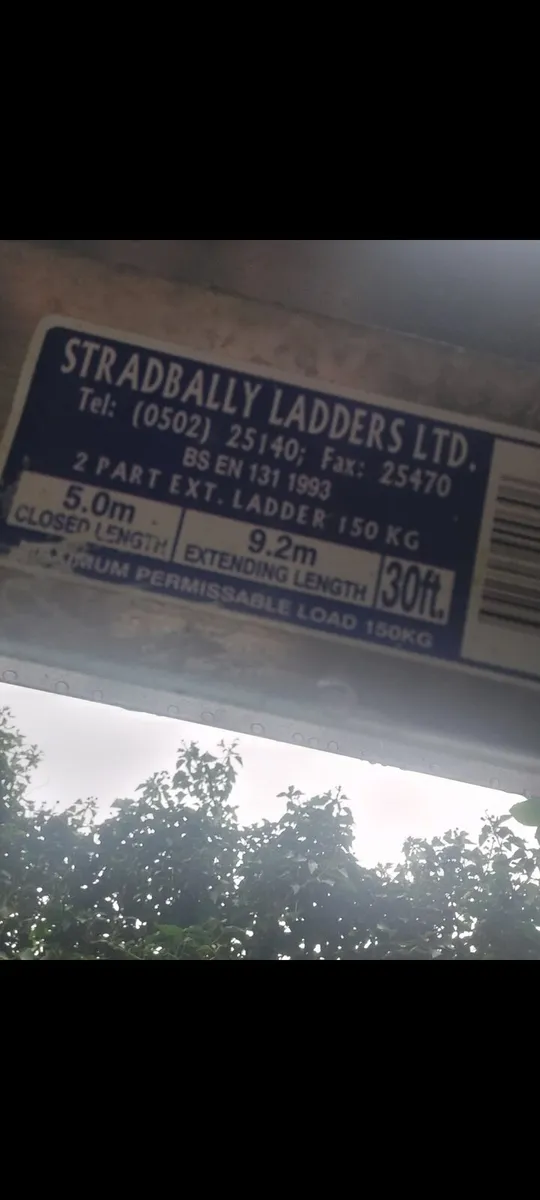 STRADBALLY LADDERS LTD.
Tel: (0502) 25140; Fax: 25470
BS EN 131 1993
2 PART EXT. LADDER 150 KG
5.0m
CLOSED LENGTH
9.2m
EXTENDING LENGTH
30ft.
PERMISSABLE LOAD 150KG